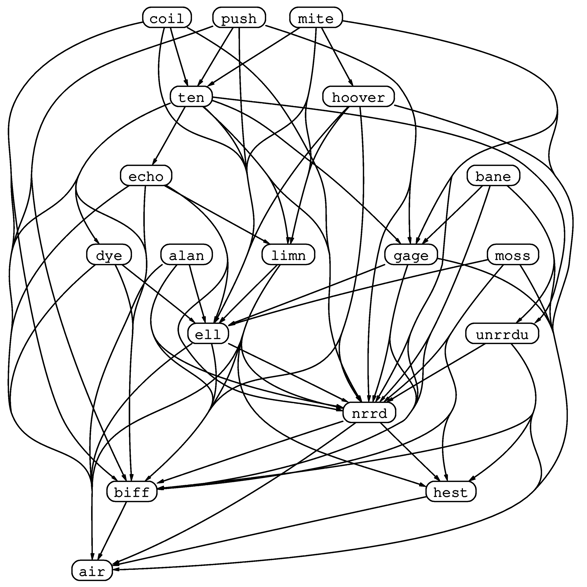 coil push mite
ten hoover
echo bane
dye alan limn gage moss
ell unrrdu
nrrd
biff hest
air